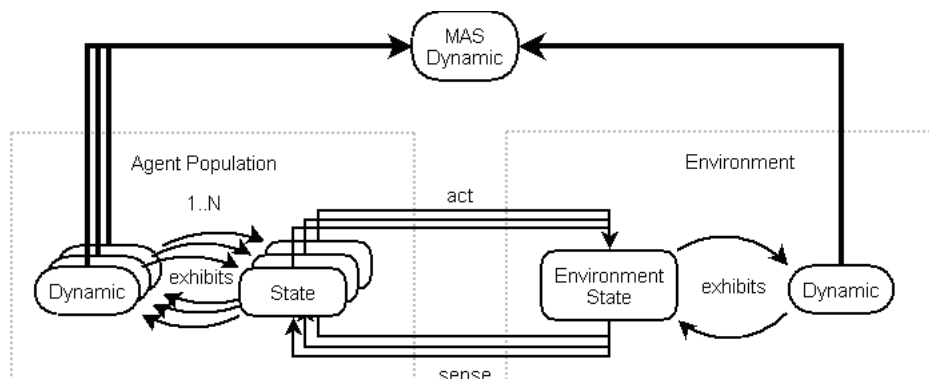 MAS
Dynamic
Agent Population
Environment
1..N
act
exhibits
Dynamic
State
Environment
State
exhibits
Dynamic
sense